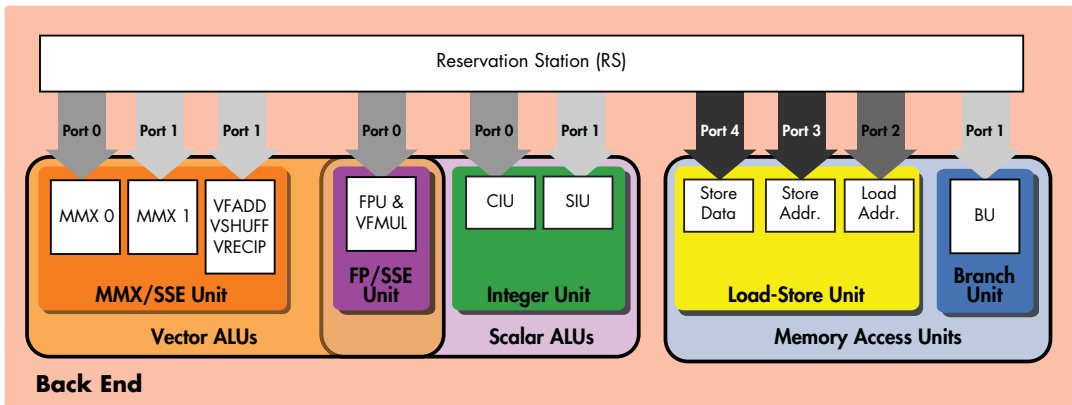 Reservation Station (RS)
Port 0
Port 1
Port 1
Port 0
Port 0
Port 1
Port 4
Port 3
Port 2
Port 1
MMX 0
MMX 1
VFADD
VSHUFF
VRECIP
FPU &
VFMUL
CIU
SIU
Store
Data
Store
Addr.
Load
Addr.
BU
MMX/SSE Unit
FP/SSE
Unit
Integer Unit
Load-Store Unit
Branch
Unit
Vector ALUs
Scalar ALUs
Memory Access Units
Back End